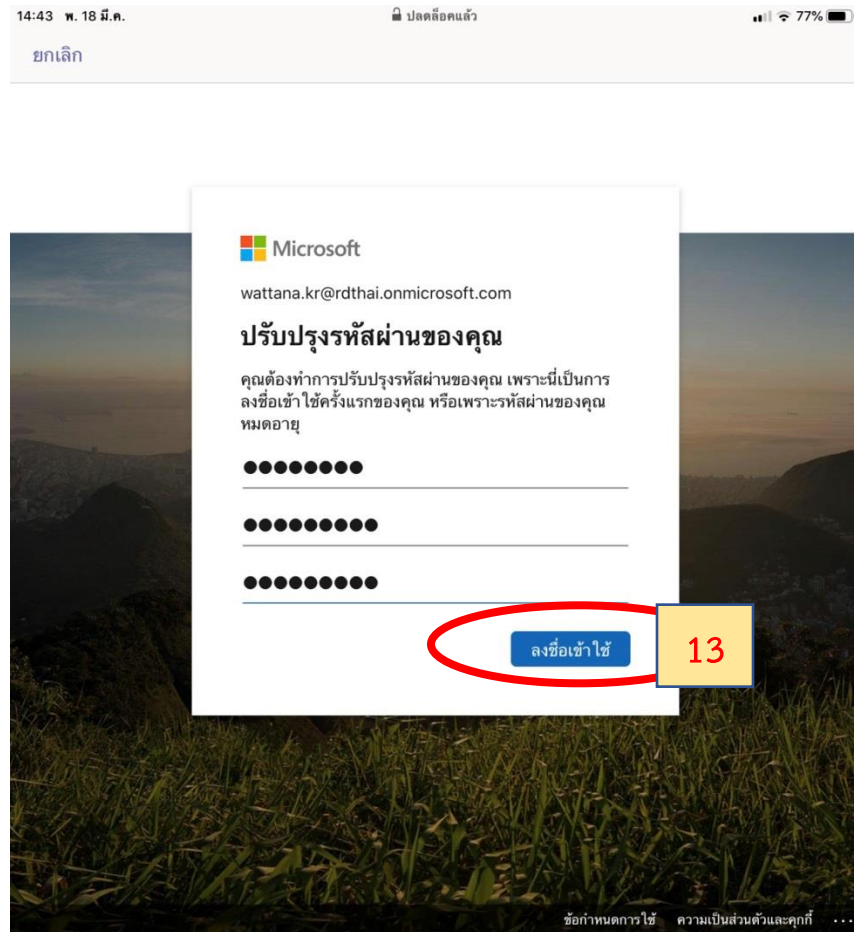 14:43 พ. 18 มี.ค. ปลดล็อคแล้ว 77%
ยกเลิก
Microsoft
wattana.kr@rdthai.onmicrosoft.com
ปรับปรุงรหัสผ่านของคุณ
คุณต้องทำการปรับปรุงรหัสผ่านของคุณ เพราะนี่เป็นการ
ลงชื่อเข้าใช้ครั้งแรกของคุณ หรือเพราะรหัสผ่านของคุณ
หมดอายุ
●●●●●●●●
●●●●●●●●●
●●●●●●●●●
ลงชื่อเข้าใช้ 13
ข้อกำหนดการใช้ ความเป็นส่วนตัวและคุกกี้ ...